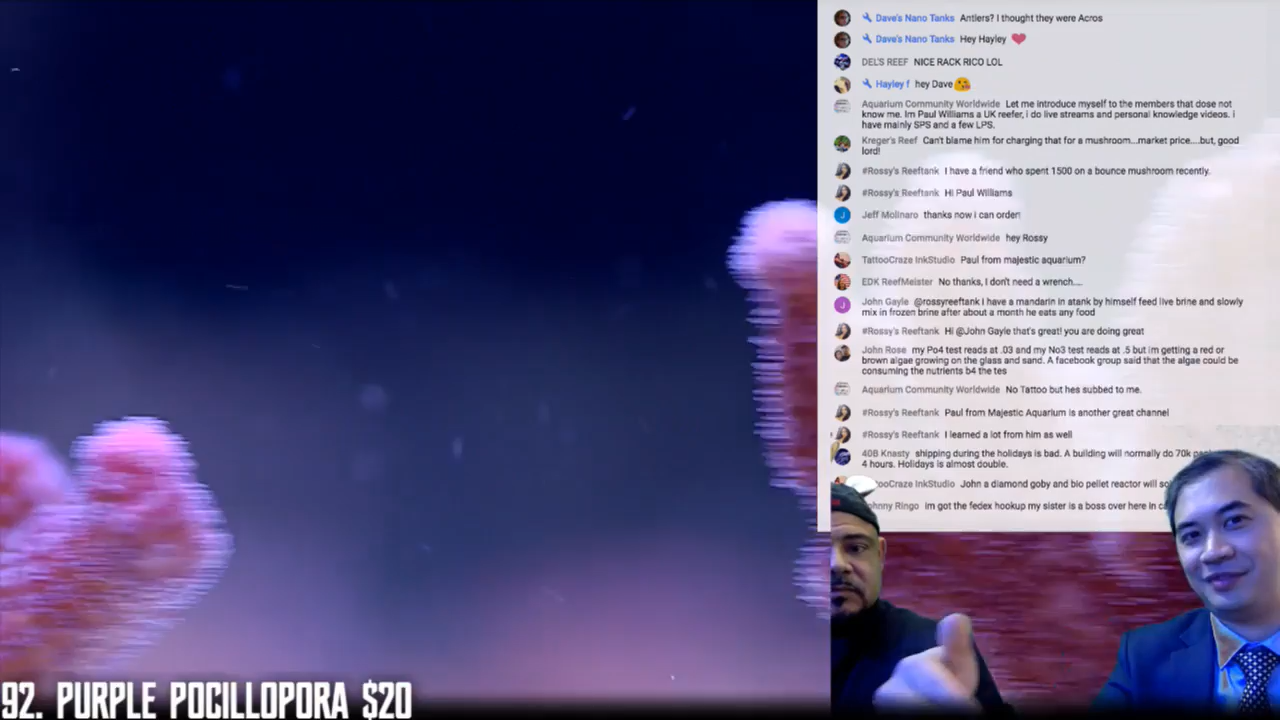 Dave's Nano Tanks Antlers? I thought they were Acros
Dave's Nano Tanks Hey Hayley
DEL'S REEF NICE RACK RICO LOL
Hayley f hey Dave
Aquarium Community Worldwide Let me introduce myself to the members that dose not
know me. Im Paul Williams a UK reefer, i do live streams and personal knowledge videos. i
have mainly SPS and a few LPS.
Kreger's Reef Can't blame him for charging that for a mushroom...market price....but, good
lord!
#Rossy's Reeftank I have a friend who spent 1500 on a bounce mushroom recently.
#Rossy's Reeftank Hi Paul Williams
J Jeff Molinaro thanks now i can order!
Aquarium Community Worldwide hey Rossy
TattooCraze InkStudio Paul from majestic aquarium?
EDK ReefMeister No thanks, I don't need a wrench....
J John Gayle @rossyreeftank I have a mandarin in atank by himself feed live brine and slowly
mix in frozen brine after about a month he eats any food
#Rossy's Reeftank Hi @John Gayle that's great! you are doing great
John Rose my Po4 test reads at .03 and my No3 test reads at .5 but im getting a red or
brown algae growing on the glass and sand. A facebook group said that the algae could be
consuming the nutrients b4 the tes
Aquarium Community Worldwide No Tattoo but hes subbed to me.
#Rossy's Reeftank Paul from Majestic Aquarium is another great channel
#Rossy's Reeftank I learned a lot from him as well
40B Knasty shipping during the holidays is bad. A building will normally do 70k
4 hours. Holidays is almost double.
InkStudio John a diamond goby and bio pellet reactor will
Ringo im got the fedex hookup my sister is a boss over here in
92. PURPLE POCILLOPORA $20